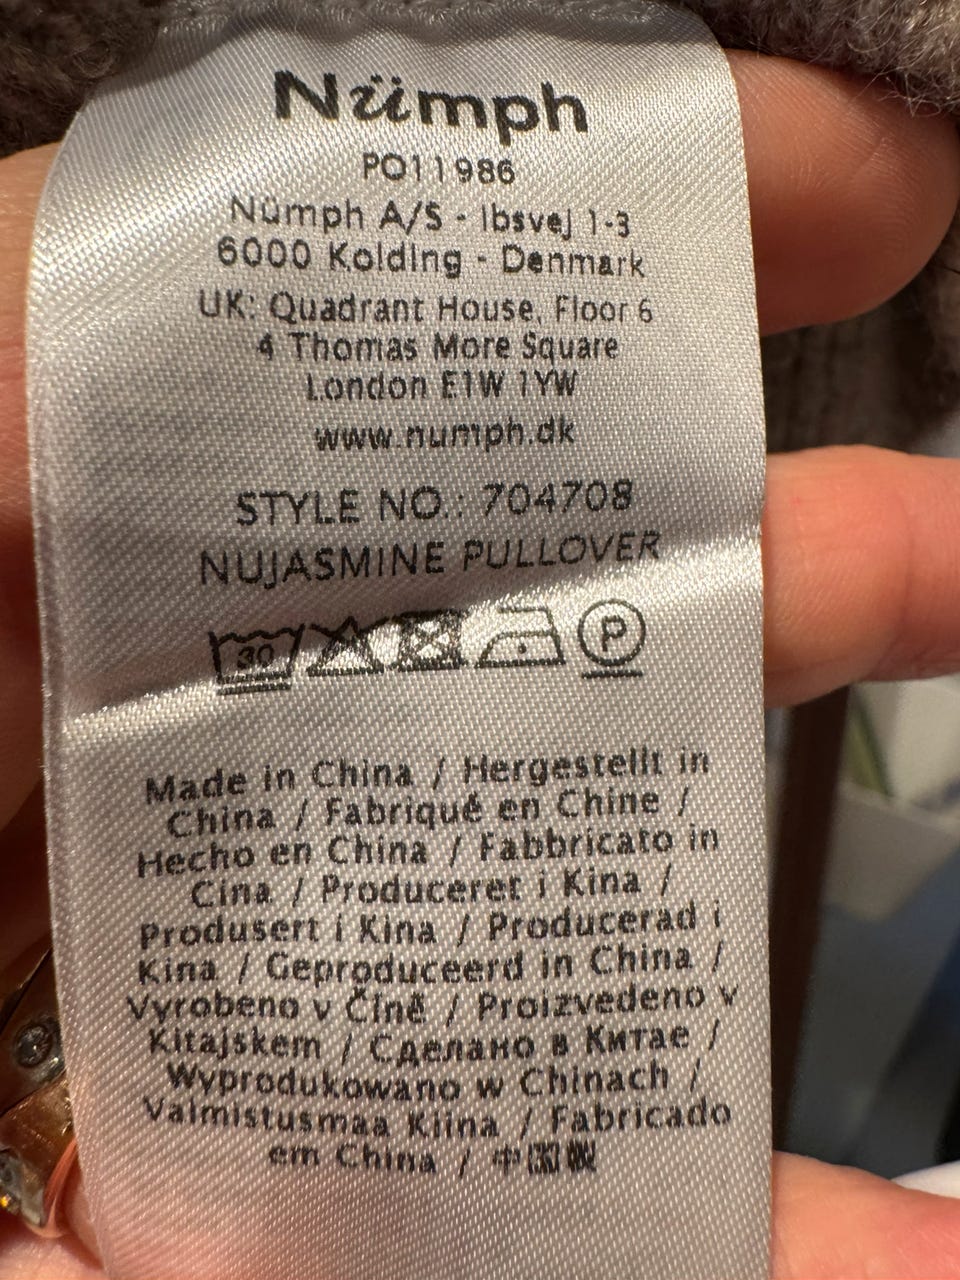 Nümph
PO11986
Nümph A/S - Ibsvej 1-3
6000 Kolding - Denmark
UK: Quadrant House, Floor 6
4 Thomas More Square
London E1W 1YW
www.numph.dk
STYLE NO.: 704708
NUJASMINE PULLOVER
30 P
Made in China / Hergestellt in
China / Fabriqué en Chine /
Hecho en China / Fabbricato in
Cina / Produceret i Kina /
Produsert i Kina / Producerad i
Kina / Geproduceerd in China /
Vyrobeno v Číně / Proizvedeno v
Kitajskem / Сделано в Китае /
Wyprodukowano w Chinach /
Valmistusmaa Kiina / Fabricado
em China / 中国製